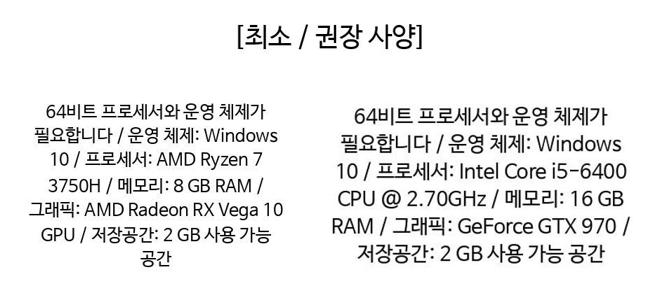 [최소 / 권장 사양]
64비트 프로세서와 운영 체제가
필요합니다 / 운영 체제: Windows
10 / 프로세서: AMD Ryzen 7
3750H / 메모리: 8 GB RAM /
그래픽: AMD Radeon RX Vega 10
GPU / 저장공간: 2 GB 사용 가능
공간
64비트 프로세서와 운영 체제가
필요합니다 / 운영 체제: Windows
10 / 프로세서: Intel Core i5-6400
CPU @ 2.70GHz / 메모리: 16 GB
RAM / 그래픽: GeForce GTX 970 /
저장공간: 2 GB 사용 가능 공간